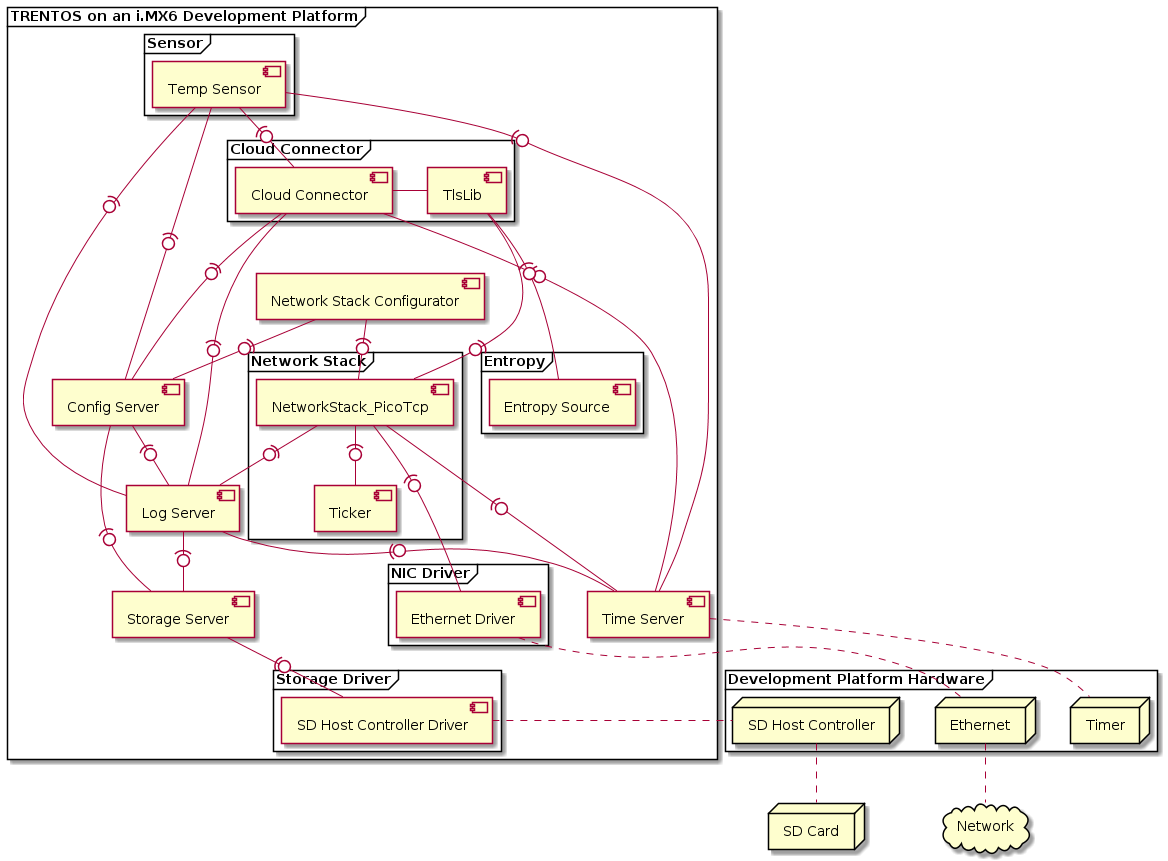 TRENTOS on an i.MX6 Development Platform
Sensor
Temp Sensor
Cloud Connector
Cloud Connector
TlsLib
Network Stack Configurator
Network Stack
Entropy
Config Server
NetworkStack_PicoTcp
Entropy Source
Log Server
Ticker
NIC Driver
Storage Server
Ethernet Driver
Time Server
Storage Driver
Development Platform Hardware
SD Host Controller Driver
SD Host Controller
Ethernet
Timer
SD Card
Network